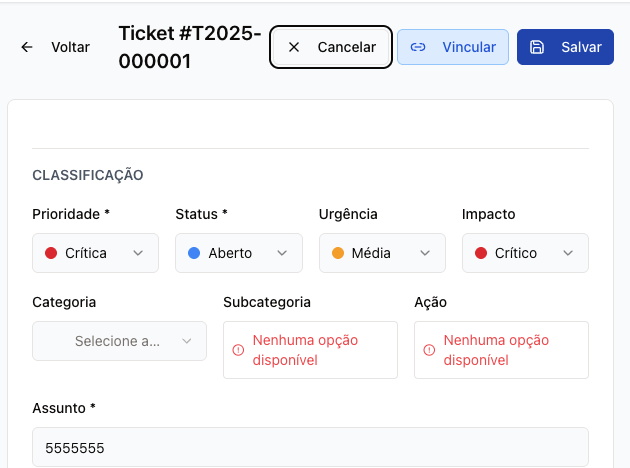 Voltar
Ticket #T2025-
000001
Cancelar
Vincular
Salvar
CLASSIFICAÇÃO
Prioridade * Status * Urgência Impacto
Crítica Aberto Média Crítico
Categoria Subcategoria Ação
Selecione a... Nenhuma opção disponível Nenhuma opção disponível
Assunto *
5555555